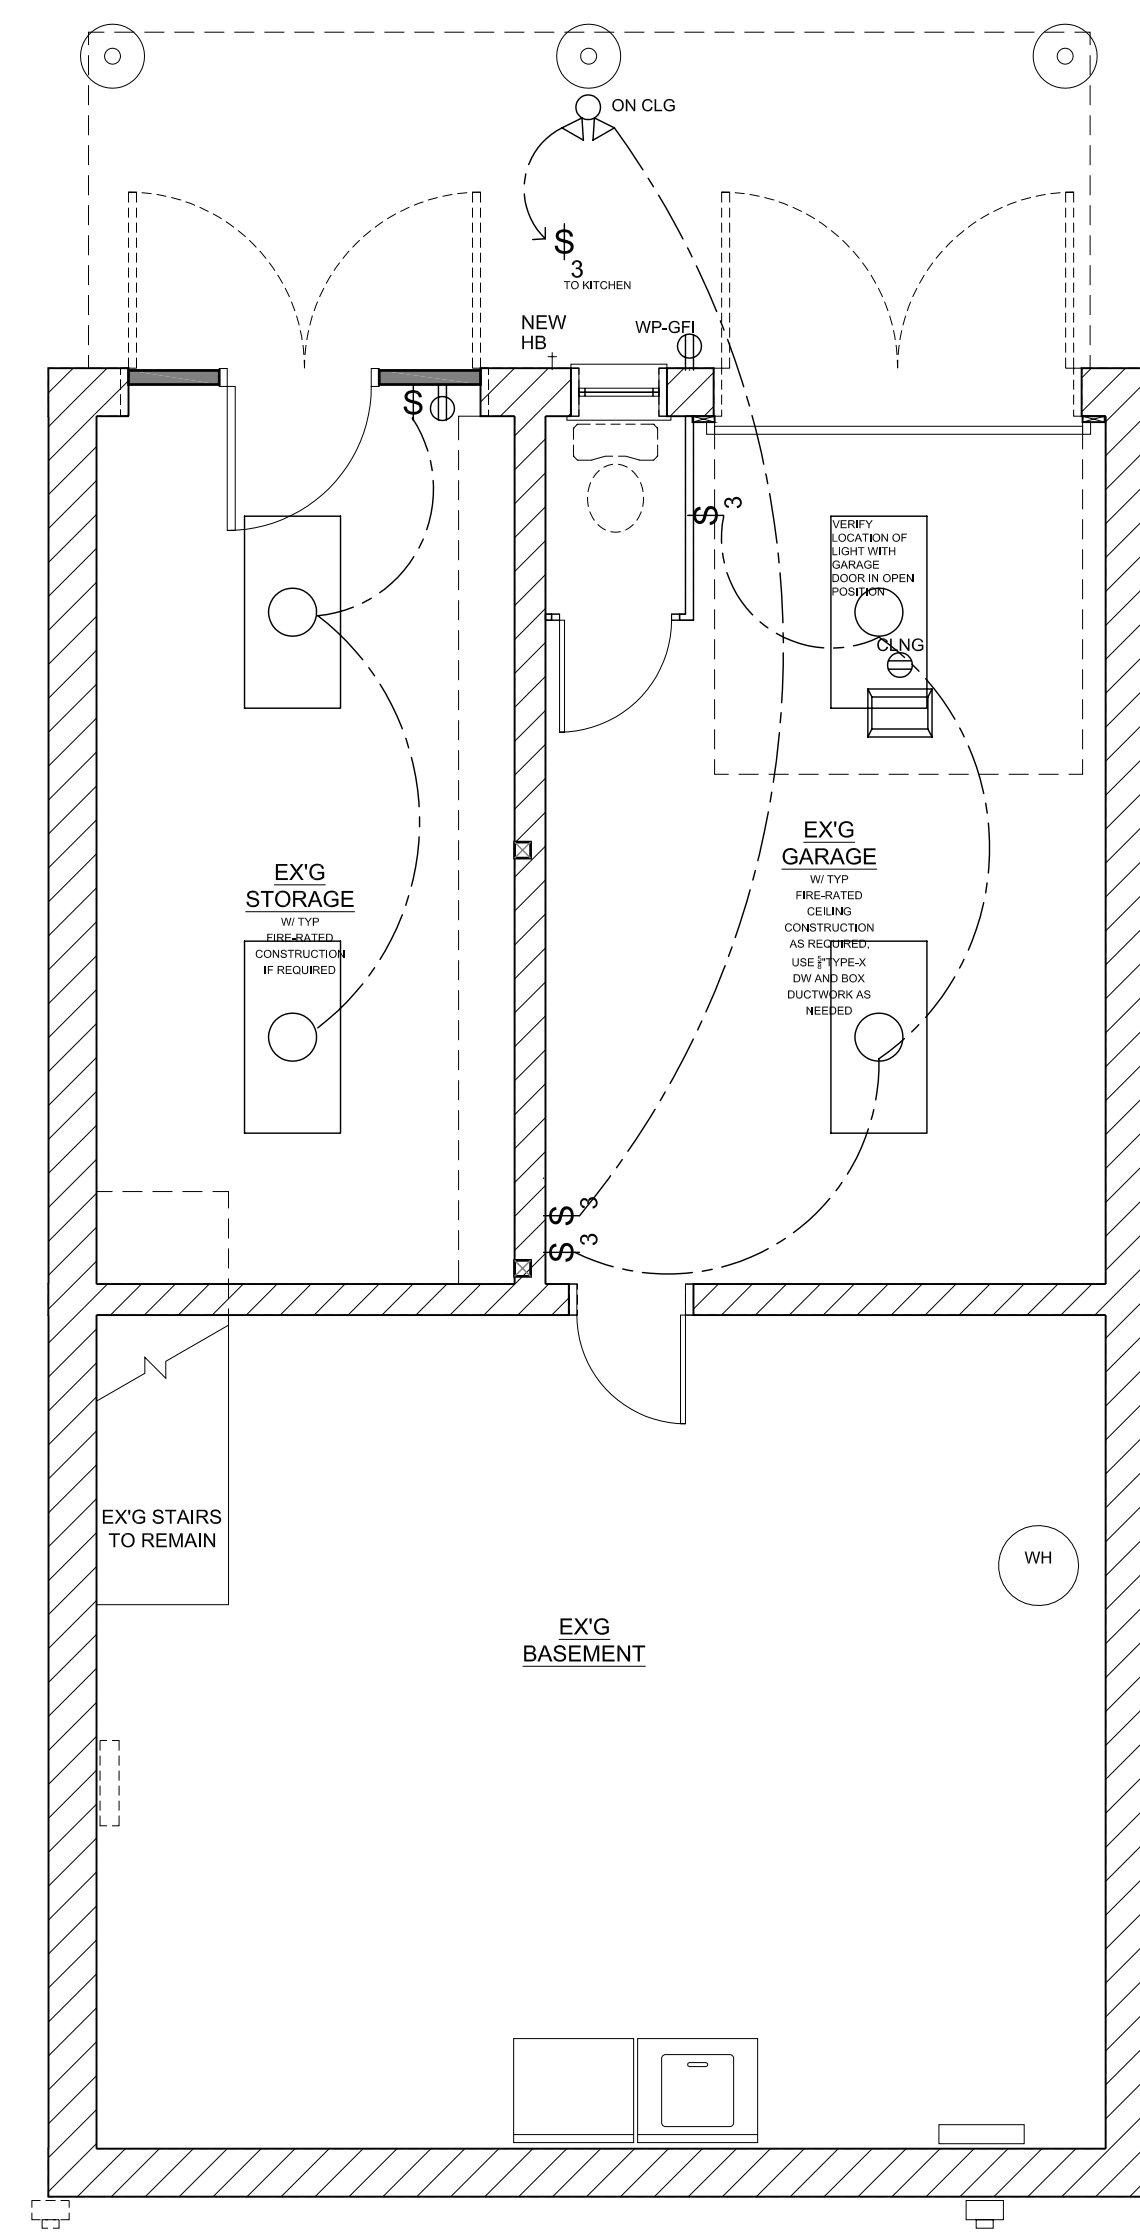 ON CLG
$
3
TO KITCHEN
NEW
HB
WP-GFI
$
$ 3
VERIFY
LOCATION OF
LIGHT WITH
GARAGE
DOOR IN OPEN
POSITION
CLNG
EX'G
GARAGE
W/ TYP
FIRE-RATED
CEILING
CONSTRUCTION
AS REQUIRED,
USE "TYPE-X
DW AND BOX
DUCTWORK AS
NEEDED
EX'G
STORAGE
W/ TYP
FIRE-RATED
CONSTRUCTION
IF REQUIRED
$ 3
$ 3
EX'G STAIRS
TO REMAIN
WH
EX'G
BASEMENT